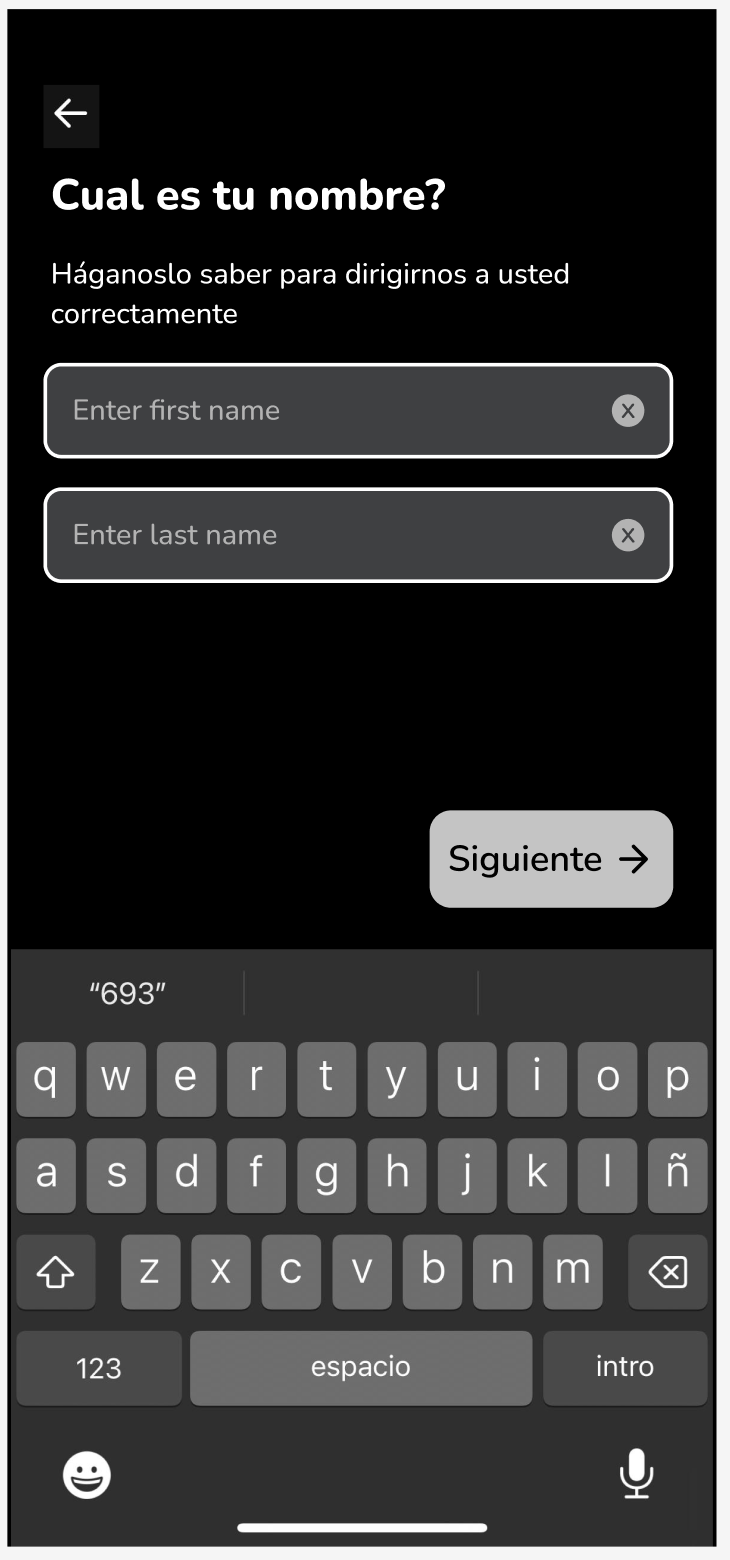 Cual es tu nombre?
Háganoslo saber para dirigirnos a usted
correctamente
Enter first name
Enter last name
Siguiente
“693”
q w e r t y u i o p
a s d f g h j k l ñ
z x c v b n m
123 espacio intro